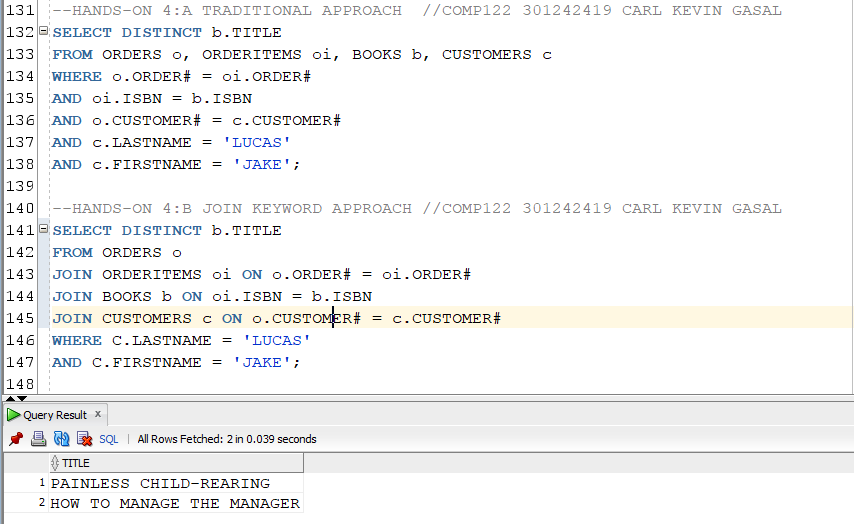 131 --HANDS-ON 4:A TRADITIONAL APPROACH  //COMP122 301242419 CARL KEVIN GASAL
132 SELECT DISTINCT b.TITLE
133 FROM ORDERS o, ORDERITEMS oi, BOOKS b, CUSTOMERS c
134 WHERE o.ORDER# = oi.ORDER#
135 AND oi.ISBN = b.ISBN
136 AND o.CUSTOMER# = c.CUSTOMER#
137 AND c.LASTNAME = 'LUCAS'
138 AND c.FIRSTNAME = 'JAKE';
139
140 --HANDS-ON 4:B JOIN KEYWORD APPROACH //COMP122 301242419 CARL KEVIN GASAL
141 SELECT DISTINCT b.TITLE
142 FROM ORDERS o
143 JOIN ORDERITEMS oi ON o.ORDER# = oi.ORDER#
144 JOIN BOOKS b ON oi.ISBN = b.ISBN
145 JOIN CUSTOMERS c ON o.CUSTOMER# = c.CUSTOMER#
146 WHERE C.LASTNAME = 'LUCAS'
147 AND C.FIRSTNAME = 'JAKE';
148
Query Result x
SQL | All Rows Fetched: 2 in 0.039 seconds
TITLE
1 PAINLESS CHILD-REARING
2 HOW TO MANAGE THE MANAGER